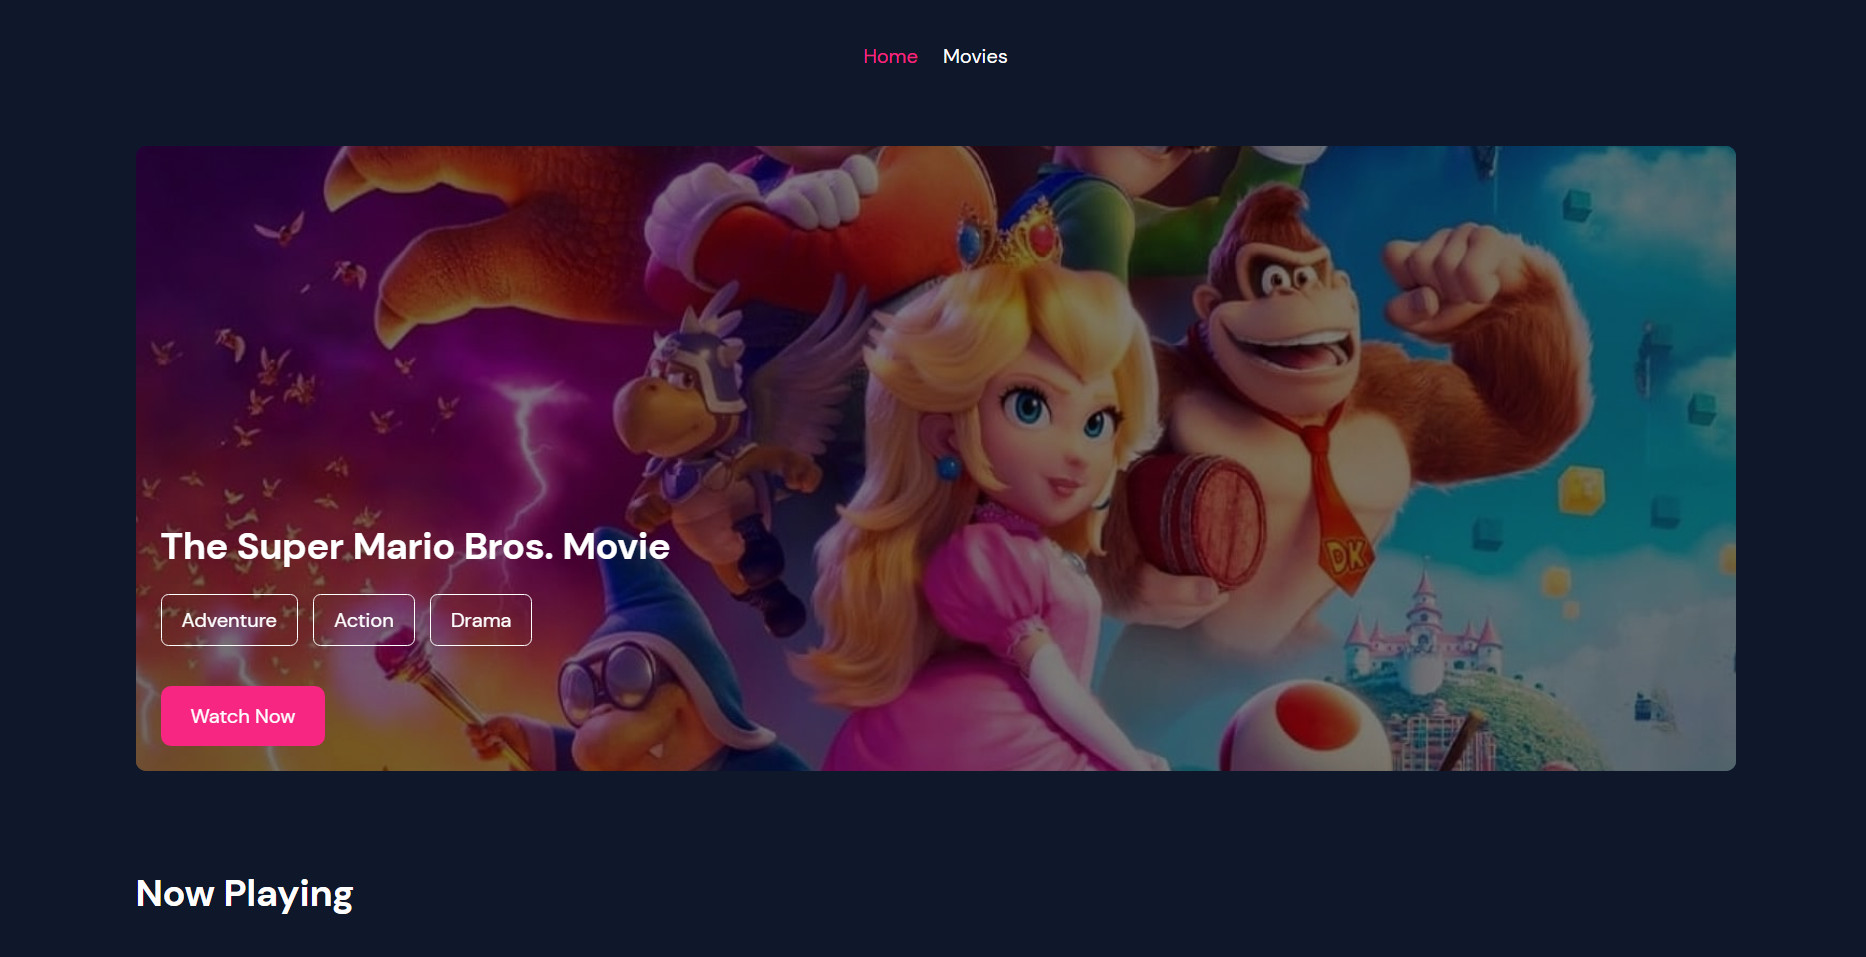 Home Movies
The Super Mario Bros. Movie
Adventure Action Drama
Watch Now
Now Playing
DK